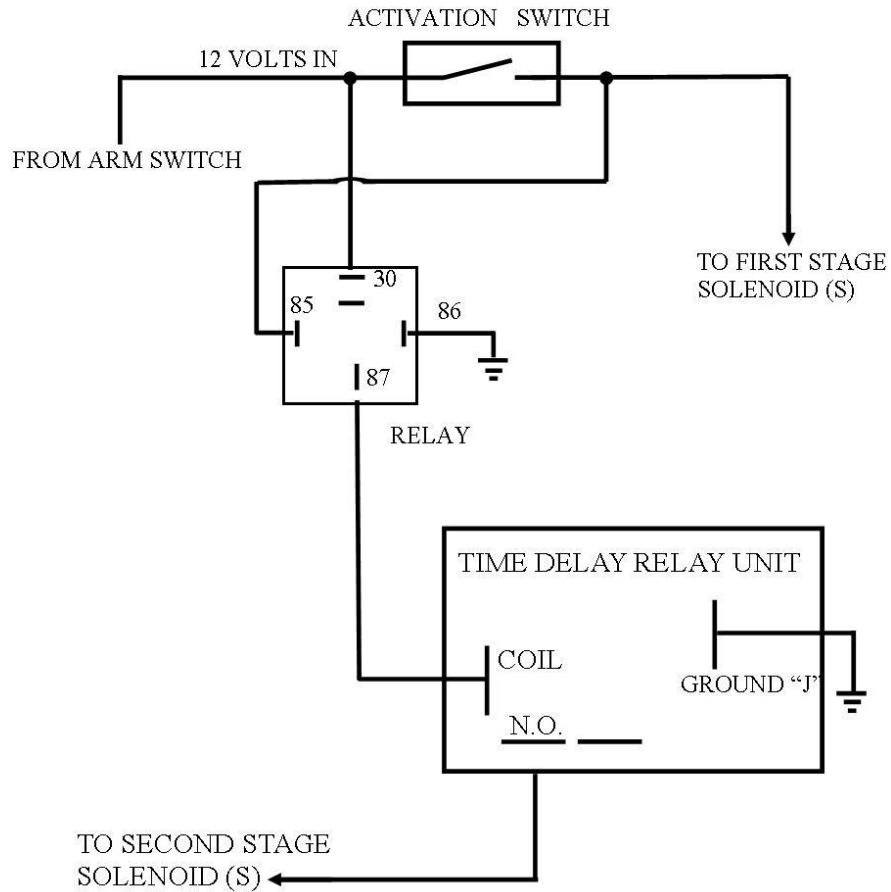 ACTIVATION SWITCH
12 VOLTS IN
FROM ARM SWITCH
TO FIRST STAGE
SOLENOID (S)
30
85
86
87
RELAY
TIME DELAY RELAY UNIT
COIL
GROUND “J”
N.O.
TO SECOND STAGE
SOLENOID (S)